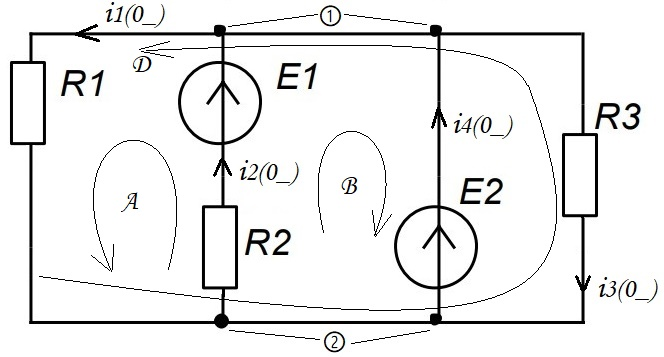 i1(0_)
①
D
R1
E1
R3
i4(0_)
i2(0_)
A
B
E2
R2
i3(0_)
②